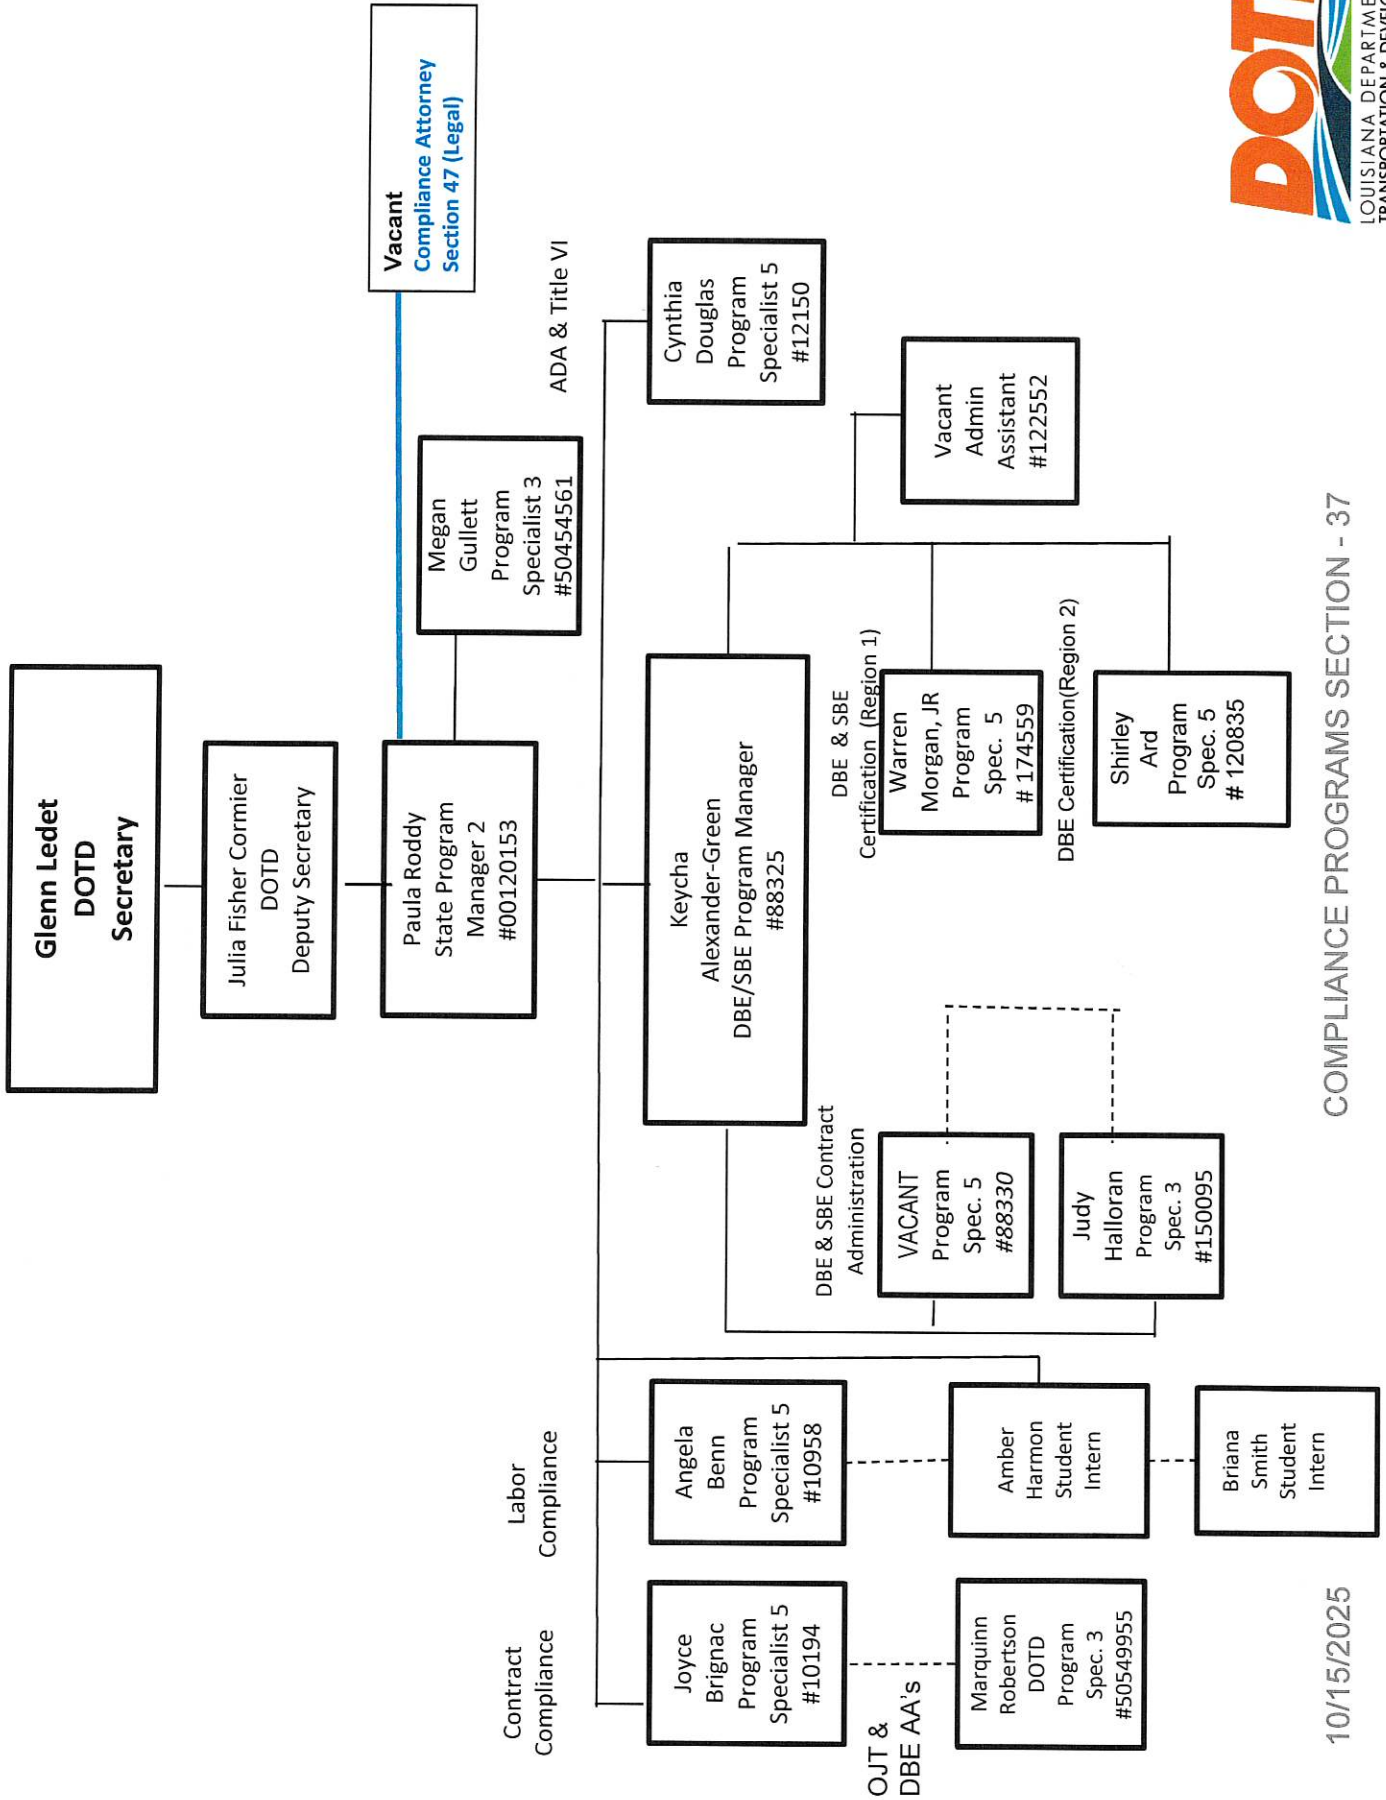 Glenn Ledet
DOTD
Secretary
Julia Fisher Cormier
DOTD
Deputy Secretary
Vacant
Compliance Attorney
Section 47 (Legal)
Paula Roddy
State Program
Manager 2
#00120153
Megan
Gullett
Program
Specialist 3
#50454561
Contract
Compliance
Labor
Compliance
ADA & Title VI
Joyce
Brignac
Program
Specialist 5
#10194
Angela
Benn
Program
Specialist 5
#10958
Keycha
Alexander-Green
DBE/SBE Program Manager
#88325
Cynthia
Douglas
Program
Specialist 5
#12150
OJT &
DBE AA's
DBE & SBE Contract
Administration
DBE & SBE
Certification (Region 1)
Marquinn
Robertson
DOTD
Program
Spec. 3
#50549955
Amber
Harmon
Student
Intern
VACANT
Program
Spec. 5
#88330
Warren
Morgan, JR
Program
Spec. 5
# 174559
Vacant
Admin
Assistant
#122552
Judy
Halloran
Program
Spec. 3
#150095
DBE Certification(Region 2)
Shirley
Ard
Program
Spec. 5
# 120835
Briana
Smith
Student
Intern
10/15/2025
COMPLIANCE PROGRAMS SECTION - 37
LOUISIANA
TRANSPORTATION &